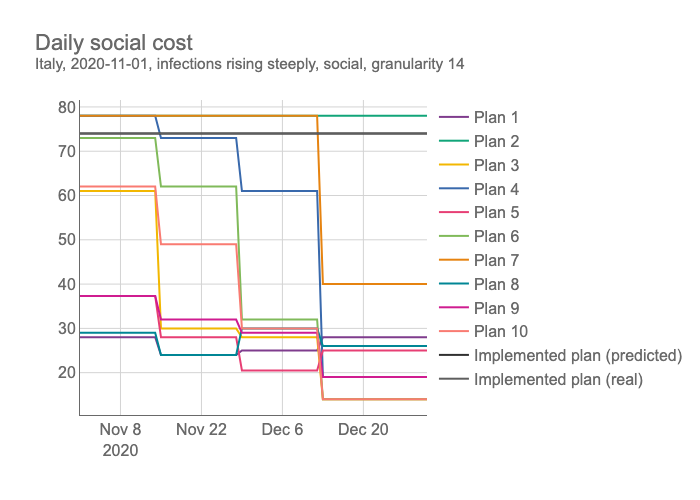 Daily social cost
Italy, 2020-11-01, infections rising steeply, social, granularity 14
80
70
60
50
40
30
20
Nov 8
2020
Nov 22
Dec 6
Dec 20
Plan 1
Plan 2
Plan 3
Plan 4
Plan 5
Plan 6
Plan 7
Plan 8
Plan 9
Plan 10
Implemented plan (predicted)
Implemented plan (real)